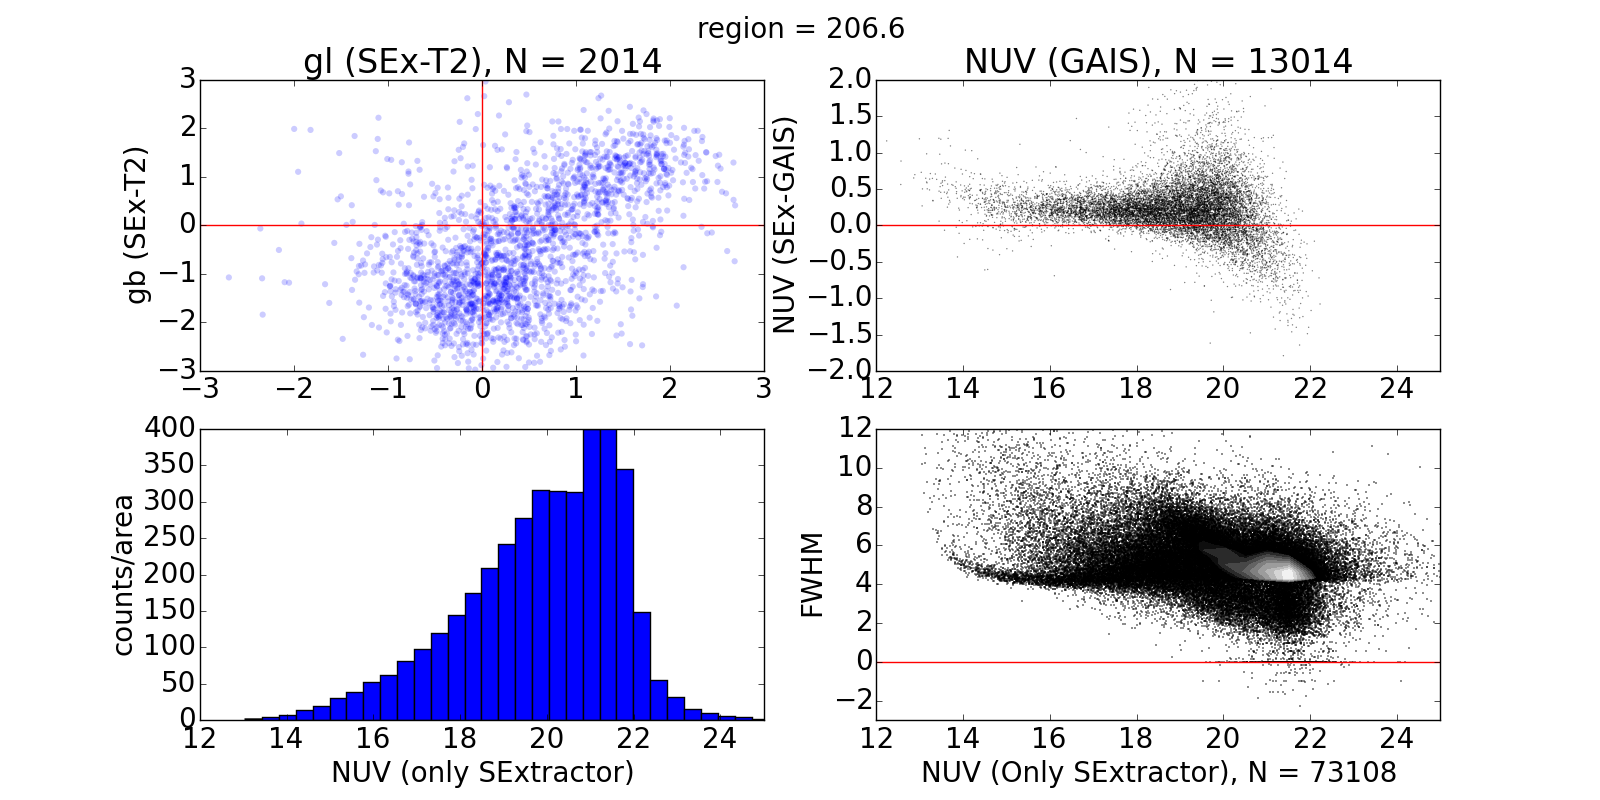 region = 206.6
gl (SEx-T2), N = 2014
NUV (GAIS), N = 13014
3
2
1
0
−1
−2
−3
gb (SEx-T2)
−3 −2 −1 0 1 2 3
2.0
1.5
1.0
0.5
0.0
−0.5
−1.0
−1.5
−2.0
NUV (SEx-GAIS)
12 14 16 18 20 22 24
400
350
300
250
200
150
100
50
0
counts/area
12 14 16 18 20 22 24
NUV (only SExtractor)
12
10
8
6
4
2
0
−2
FWHM
12 14 16 18 20 22 24
NUV (Only SExtractor), N = 73108